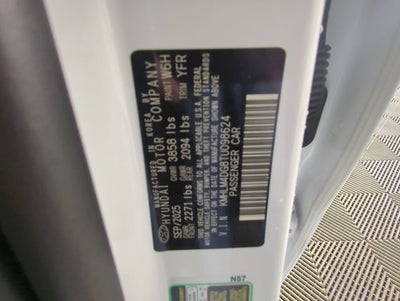 MANUFACTURED IN KOREA BY
HYUNDAI MOTOR COMPANY
SEP/2025 GVWR 3858 lbs PAINT W6H
GAWR FRONT 2271 lbs GAWR REAR 2094 lbs TRIM YFR
THIS VEHICLE CONFORMS TO ALL APPLICABLE U.S.A. FEDERAL
MOTOR VEHICLE SAFETY, BUMPER, AND THEFT PREVENTION STANDARDS
IN EFFECT ON THE DATE OF MANUFACTURE SHOWN ABOVE
V.I.N
PASSENGER CAR
N57